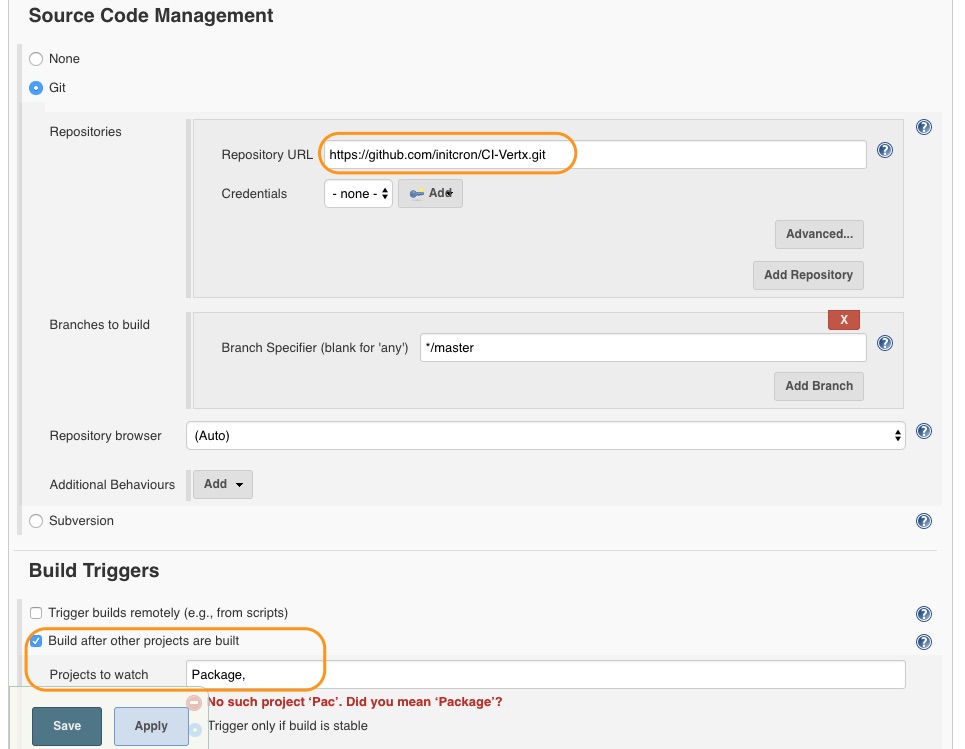 Source Code Management
None
Git
Repositories
Repository URL https://github.com/initcron/CI-Vertx.git
Credentials - none - Add
Advanced...
Add Repository
Branches to build
X
Branch Specifier (blank for 'any') */master
Add Branch
Repository browser (Auto)
Additional Behaviours Add
Subversion
Build Triggers
Trigger builds remotely (e.g., from scripts)
Build after other projects are built
Projects to watch Package,
No such project ‘Pac’. Did you mean ‘Package’?
Save Apply Trigger only if build is stable